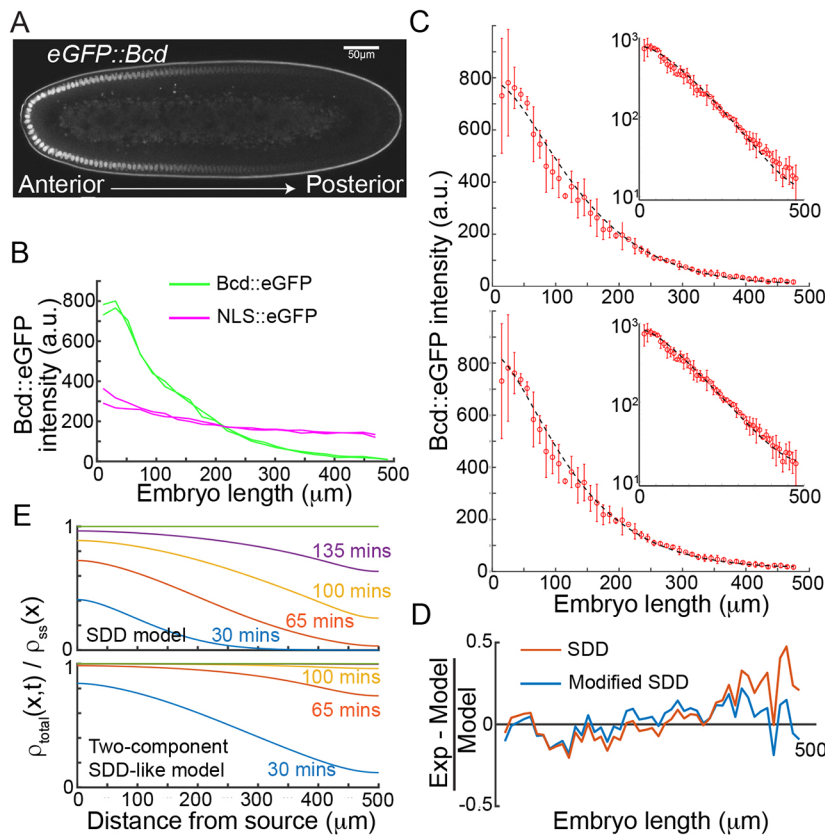 A
eGFP::Bcd
50μm
Anterior
Posterior
B
Bcd::eGFP
intensity (a.u.)
800
600
400
200
0
0
100
200
300
400
500
Embryo length (μm)
Bcd::eGFP
NLS::eGFP
C
Bcd::eGFP intensity (a.u.)
800
600
400
200
0
0
100
200
300
400
500
10³
10²
10¹
0
500
800
600
400
200
0
0
100
200
300
400
500
10³
10²
10¹
0
500
Embryo length (μm)
D
Exp - Model
Model
0.5
0
-0.5
SDD
Modified SDD
500
Embryo length (μm)
E
ρtotal(x,t) / ρss(x)
1
0
SDD model
135 mins
100 mins
65 mins
30 mins
1
0
Two-component
SDD-like model
100 mins
65 mins
30 mins
0
100
200
300
400
500
Distance from source (μm)